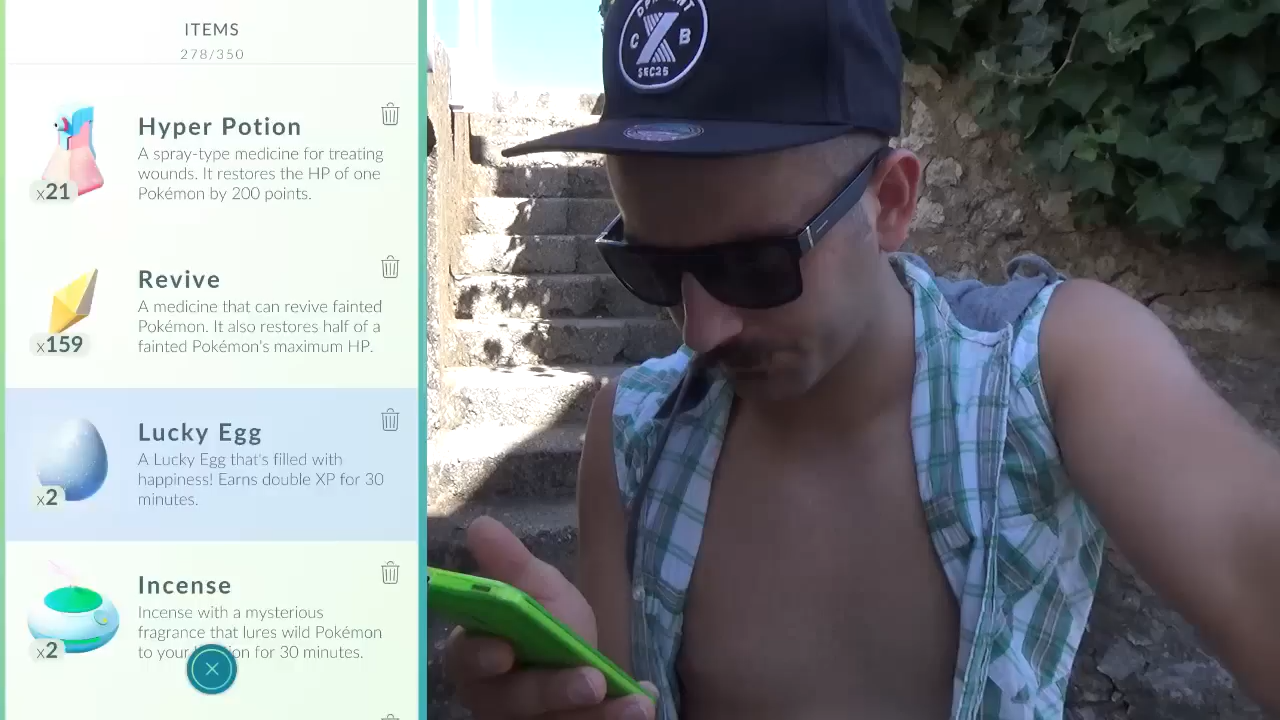 ITEMS
278/350
Hyper Potion
A spray-type medicine for treating
wounds. It restores the HP of one
Pokémon by 200 points.
x21
Revive
A medicine that can revive fainted
Pokémon. It also restores half of a
fainted Pokémon's maximum HP.
x159
Lucky Egg
A Lucky Egg that's filled with
happiness! Earns double XP for 30
minutes.
x2
Incense
Incense with a mysterious
fragrance that lures wild Pokémon
to your for 30 minutes.
x2
C X B
SEC25